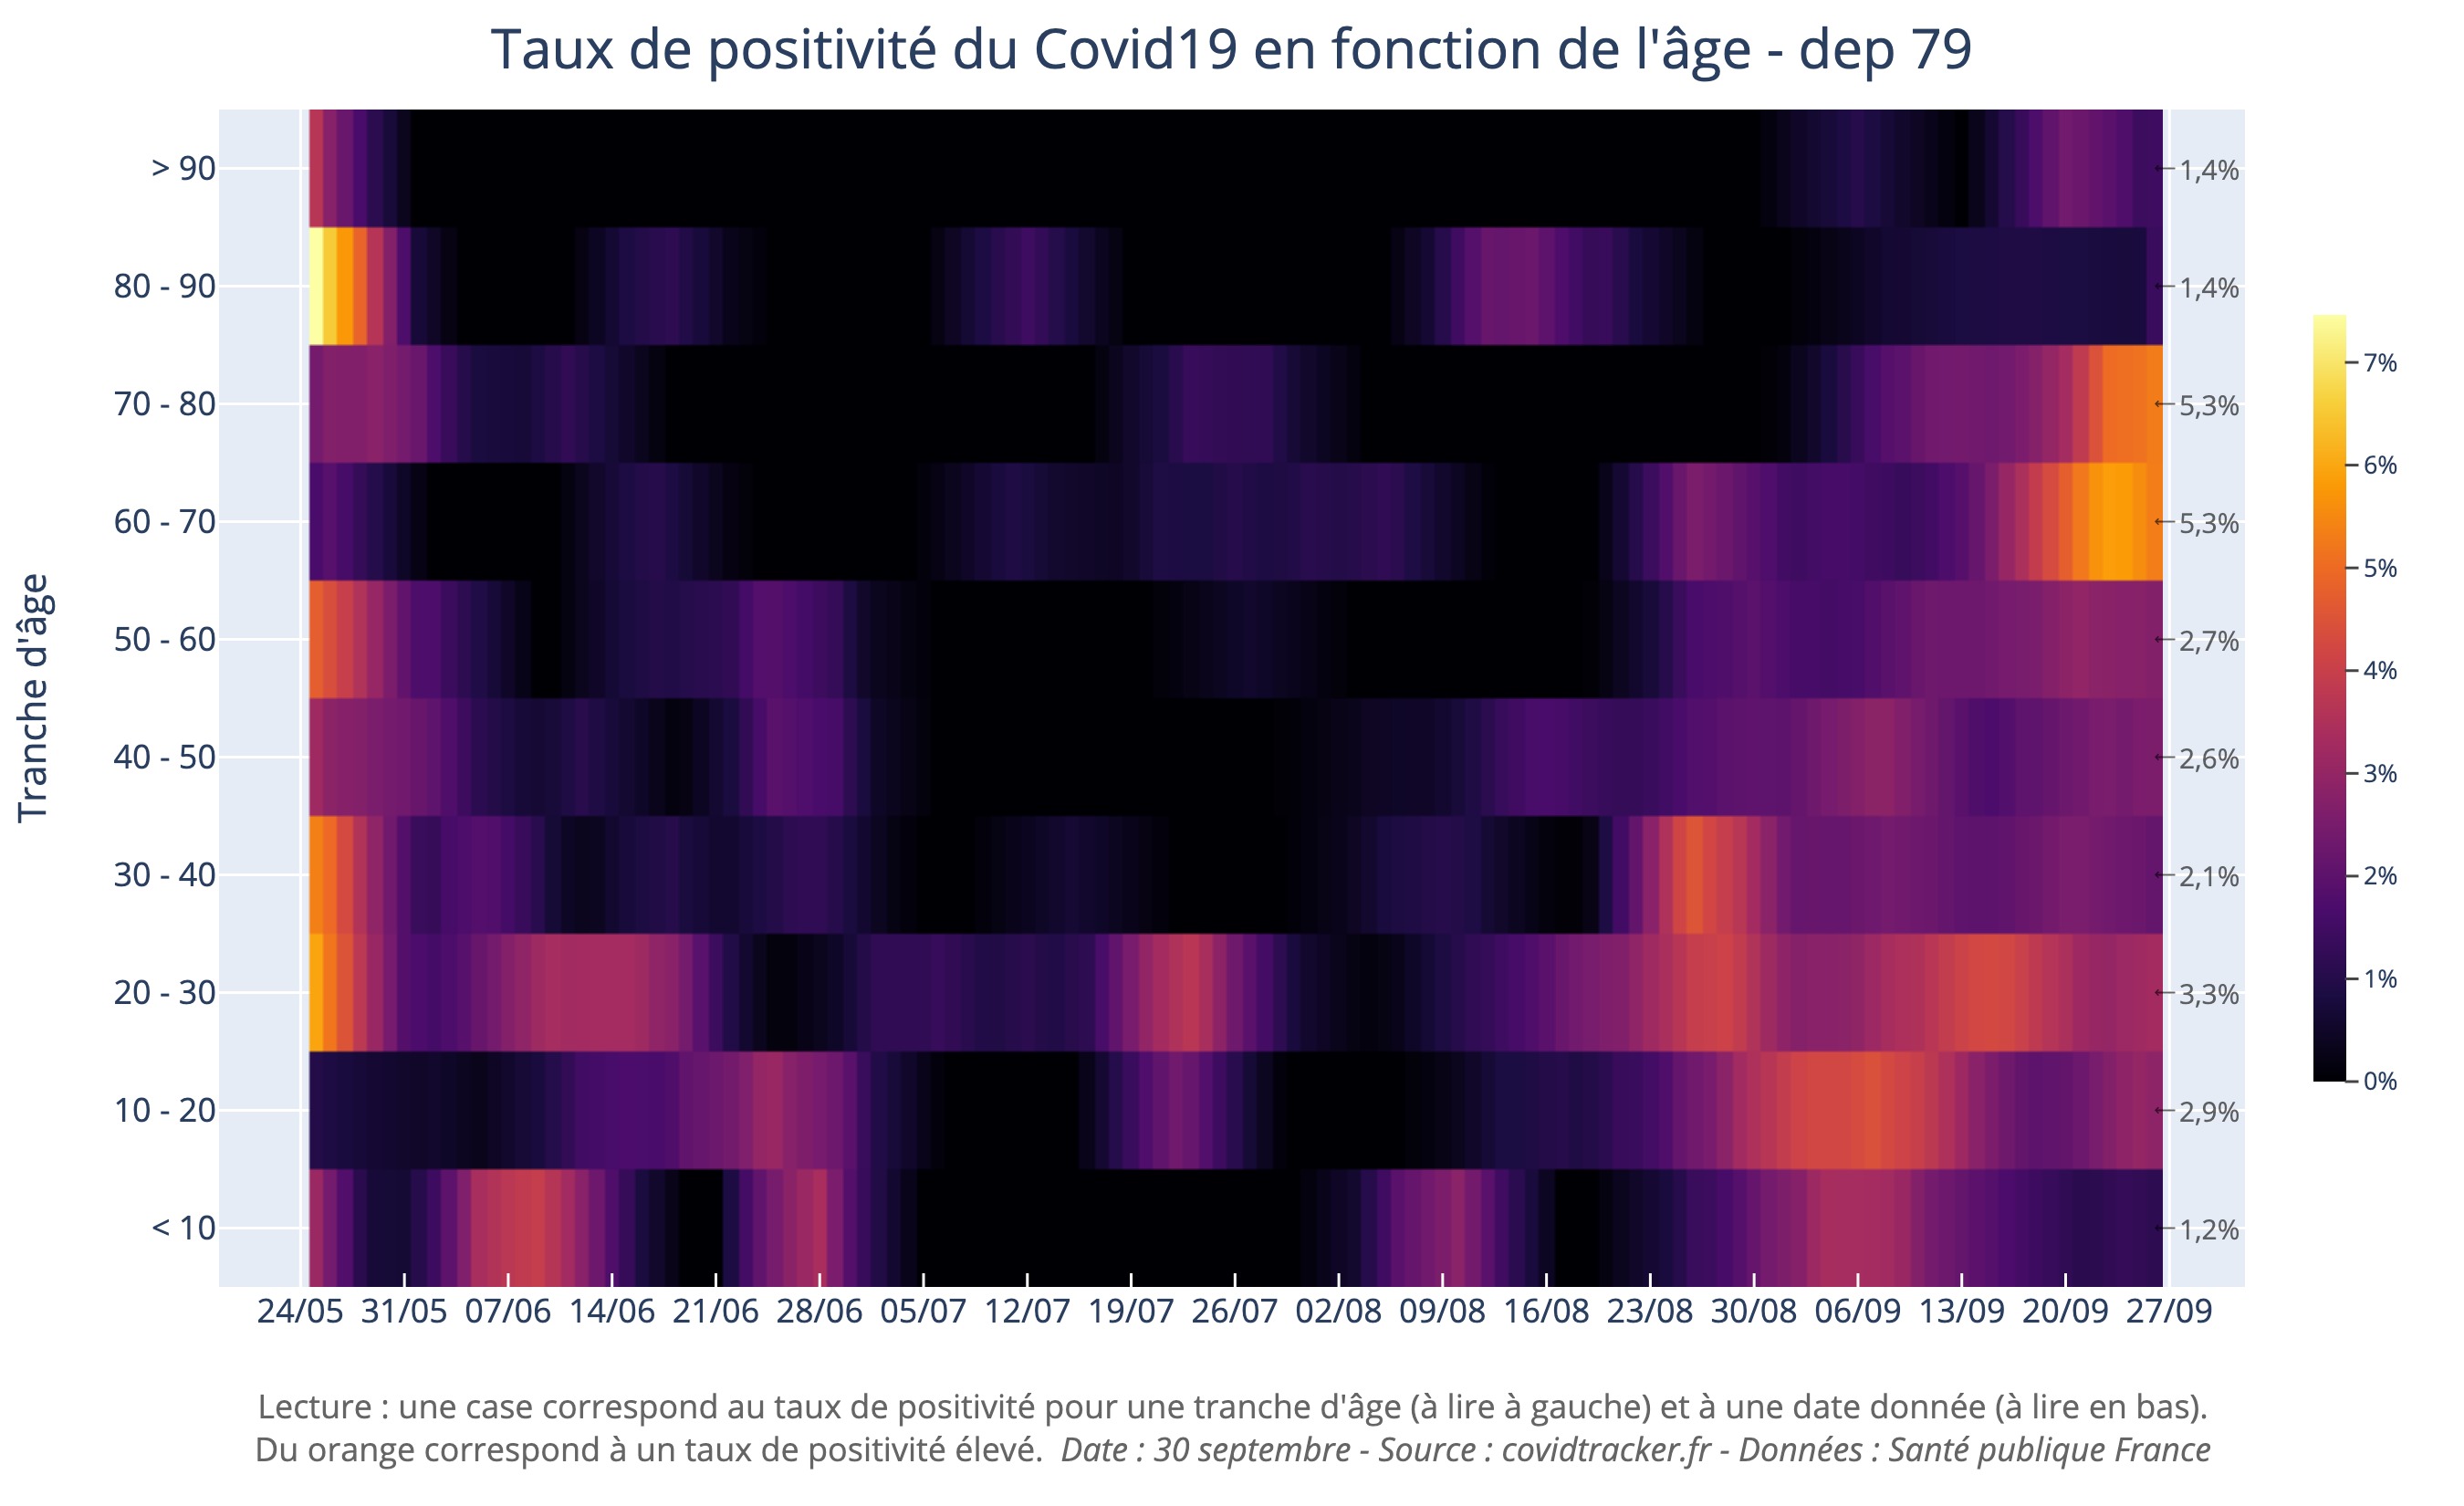 Taux de positivité du Covid19 en fonction de l'âge - dep 79
Tranche d'âge
> 90
80 - 90
70 - 80
60 - 70
50 - 60
40 - 50
30 - 40
20 - 30
10 - 20
< 10
1,4%
1,4%
5,3%
5,3%
2,7%
2,6%
2,1%
3,3%
2,9%
1,2%
7%
6%
5%
4%
3%
2%
1%
0%
24/05 31/05 07/06 14/06 21/06 28/06 05/07 12/07 19/07 26/07 02/08 09/08 16/08 23/08 30/08 06/09 13/09 20/09 27/09
Lecture : une case correspond au taux de positivité pour une tranche d'âge (à lire à gauche) et à une date donnée (à lire en bas).
Du orange correspond à un taux de positivité élevé. Date : 30 septembre - Source : covidtracker.fr - Données : Santé publique France